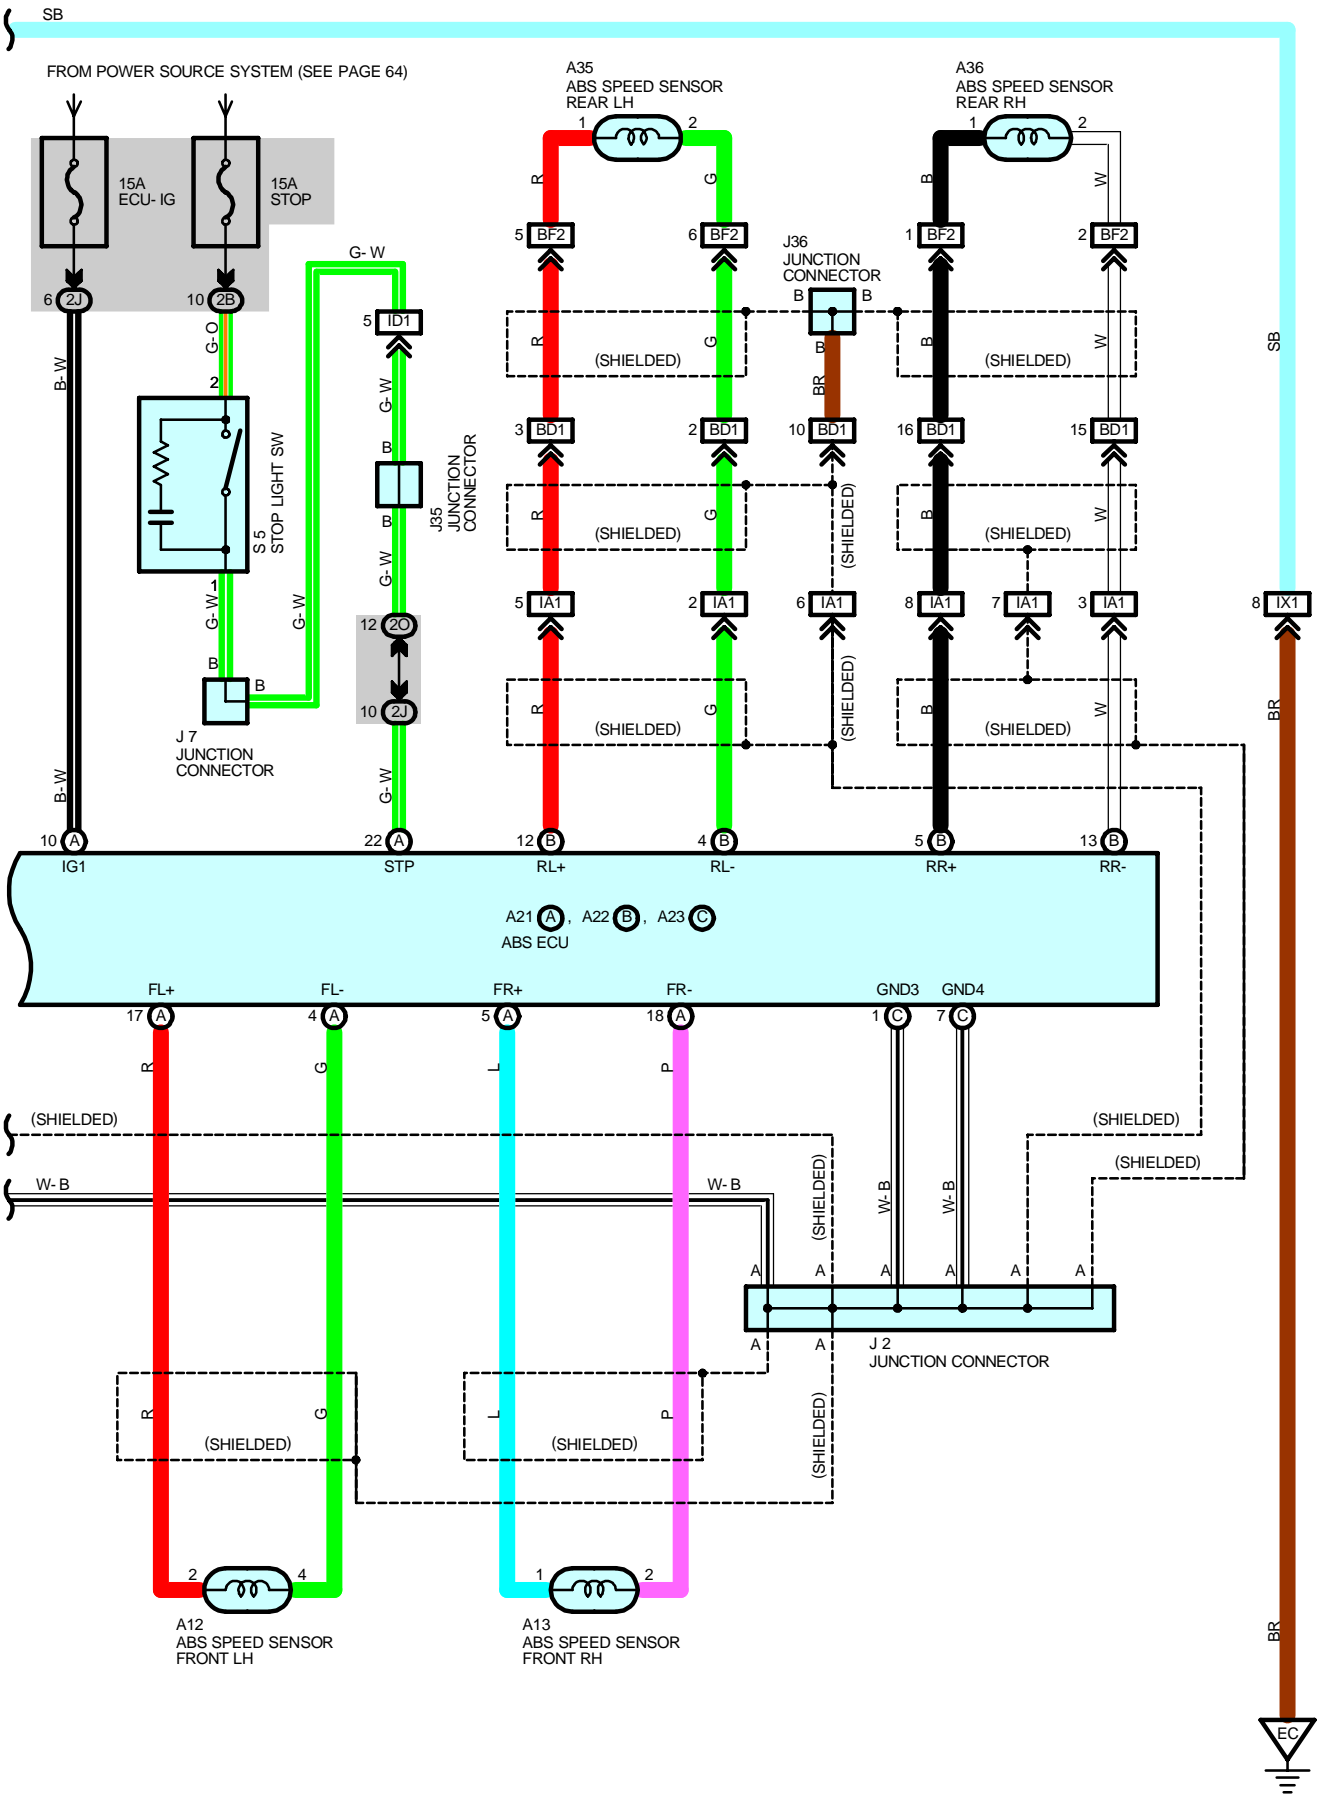 SB
FROM POWER SOURCE SYSTEM (SEE PAGE 64)
A35
ABS SPEED SENSOR
REAR LH
A36
ABS SPEED SENSOR
REAR RH
1
2
1
2
15A
ECU- IG
15A
STOP
R
G
B
W
5 BF2
6 BF2
1 BF2
2 BF2
J36
JUNCTION
CONNECTOR
G- W
6 2J
10 2B
B
B
5 ID1
G- O
B- W
R
G
B
B
W
SB
(SHIELDED)
(SHIELDED)
2
G- W
BR
3 BD1
2 BD1
10 BD1
16 BD1
15 BD1
B
S 5
STOP LIGHT SW
J35
JUNCTION
CONNECTOR
B
R
G
(SHIELDED)
B
W
(SHIELDED)
(SHIELDED)
1
G- W
G- W
G- W
5 IA1
2 IA1
6 IA1
8 IA1
7 IA1
3 IA1
8 IX1
12 2O
B
B
10 2J
R
G
(SHIELDED)
B
W
BR
(SHIELDED)
(SHIELDED)
J 7
JUNCTION
CONNECTOR
B- W
G- W
10 A
22 A
12 B
4 B
5 B
13 B
IG1
STP
RL+
RL-
RR+
RR-
A21 A , A22 B , A23 C
ABS ECU
FL+
FL-
FR+
FR-
GND3
GND4
17 A
4 A
5 A
18 A
1 C
7 C
R
G
L
P
(SHIELDED)
(SHIELDED)
(SHIELDED)
W- B
W- B
(SHIELDED)
W- B
W- B
A
A
A
A
A
A
A
A
J 2
JUNCTION CONNECTOR
R
G
L
P
(SHIELDED)
(SHIELDED)
(SHIELDED)
2
4
1
2
A12
ABS SPEED SENSOR
FRONT LH
A13
ABS SPEED SENSOR
FRONT RH
BR
EC